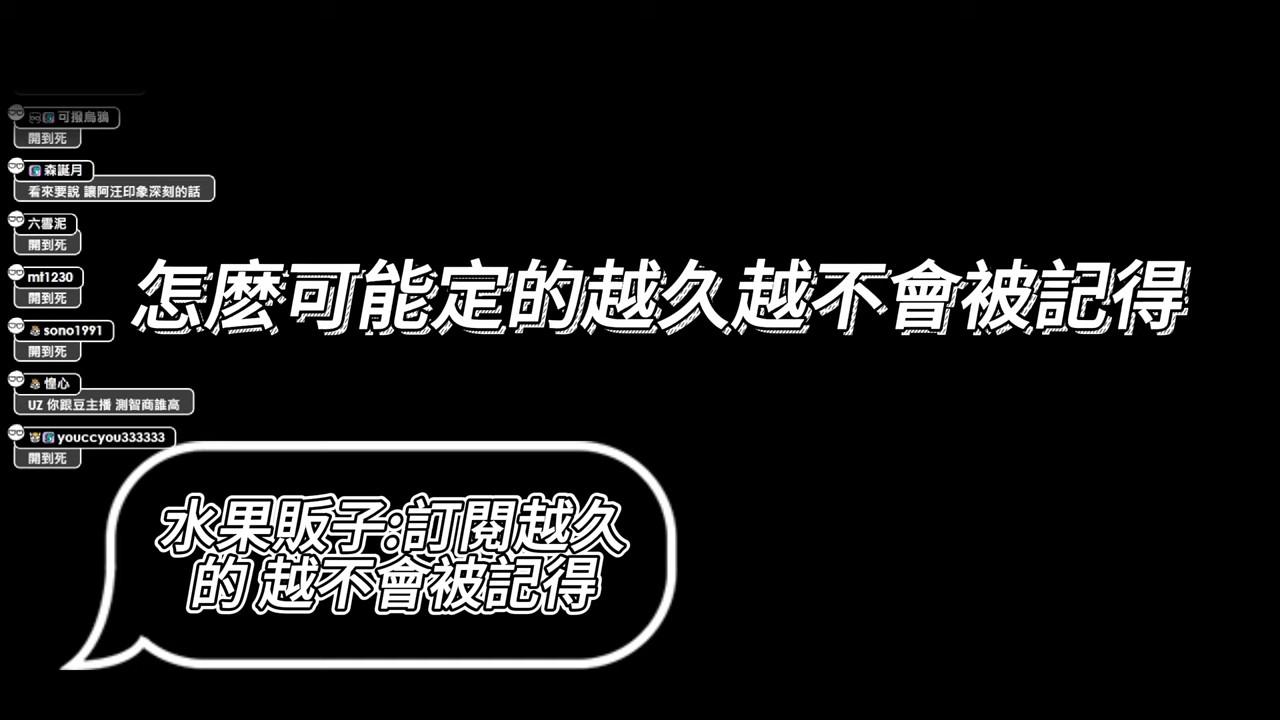 可撥烏鴉
開到死
森誕月
看來要說 讓阿汪印象深刻的話
六雪泥
開到死
mt1230
開到死
sono1991
開到死
惶心
UZ 你跟豆主播 測智商誰高
youccyou333333
開到死
怎麼可能定的越久越不會被記得
水果販子:訂閱越久
的 越不會被記得